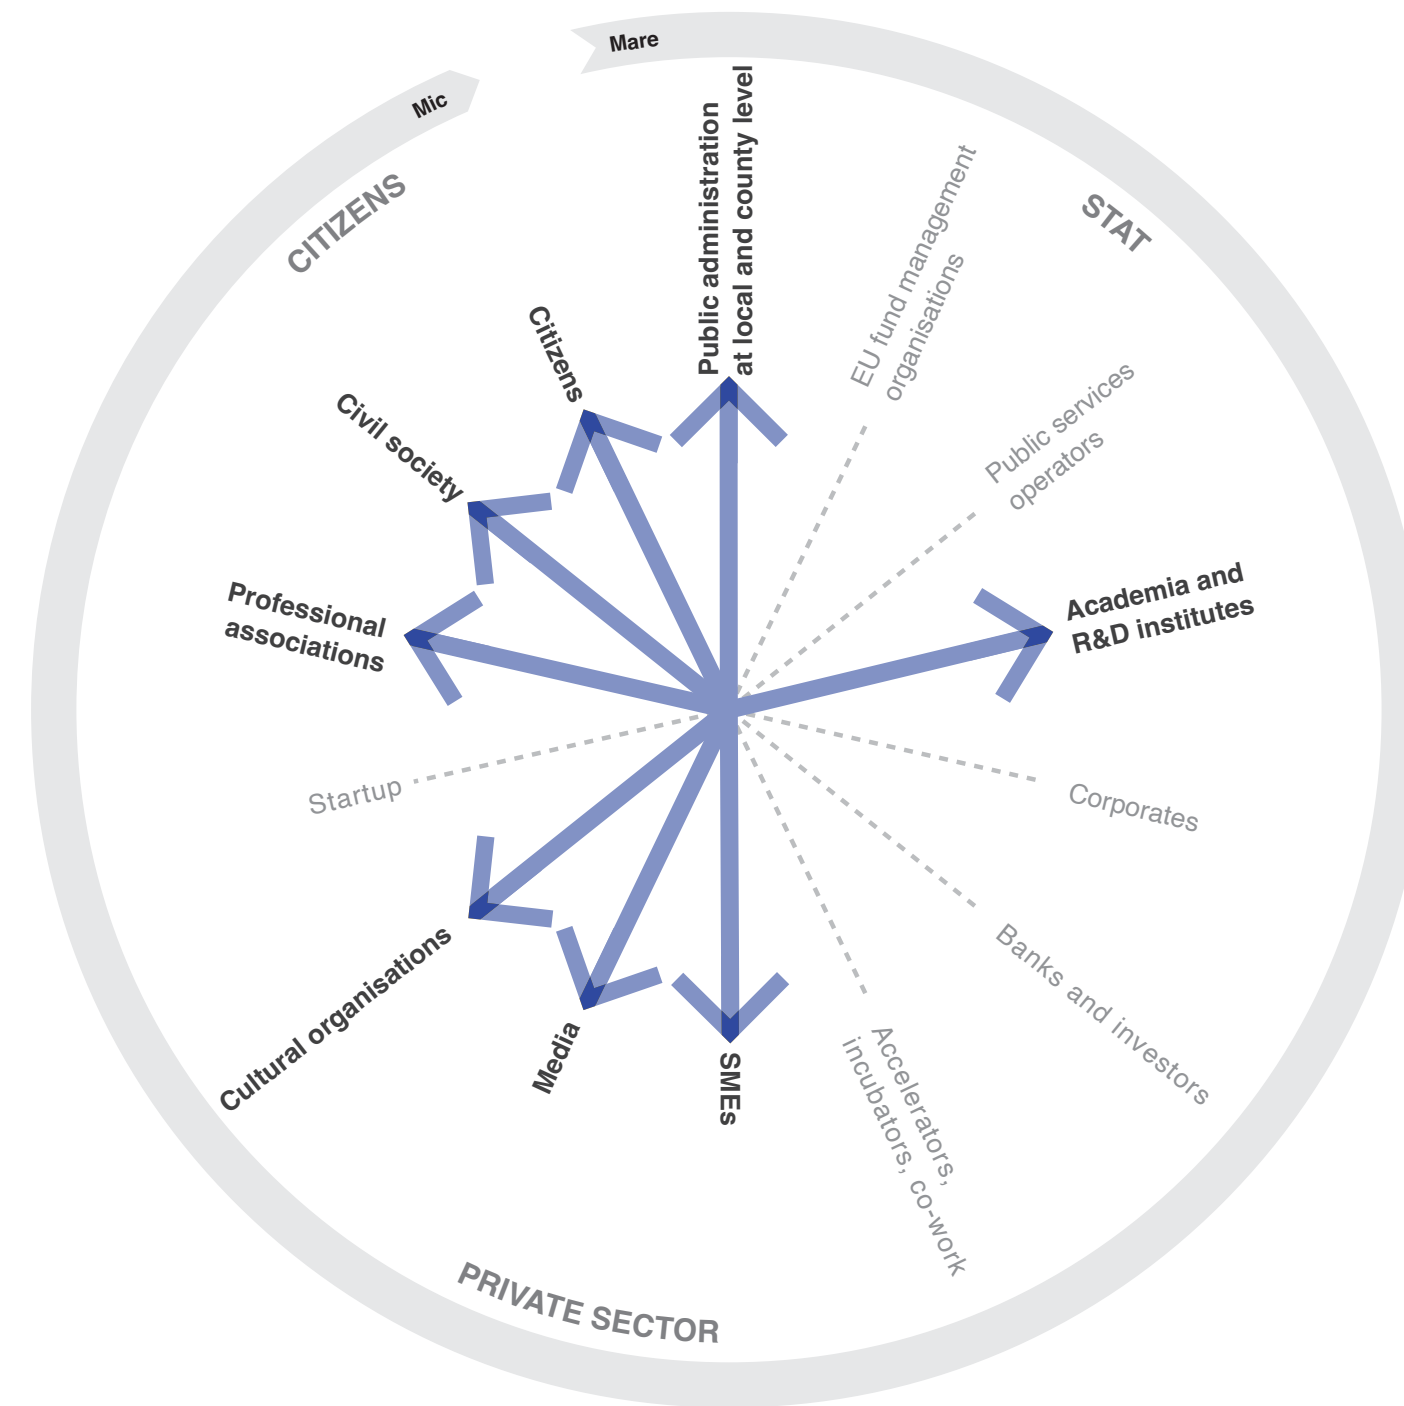 Mare
Mic
CITIZENS
STAT
PRIVATE SECTOR
Public administration
at local and county level
EU fund management
organisations
Public services
operators
Academia and
R&D institutes
Corporates
Banks and investors
Accelerators,
incubators, co-work
SMEs
Media
Cultural organisations
Startup
Professional
associations
Civil society
Citizens